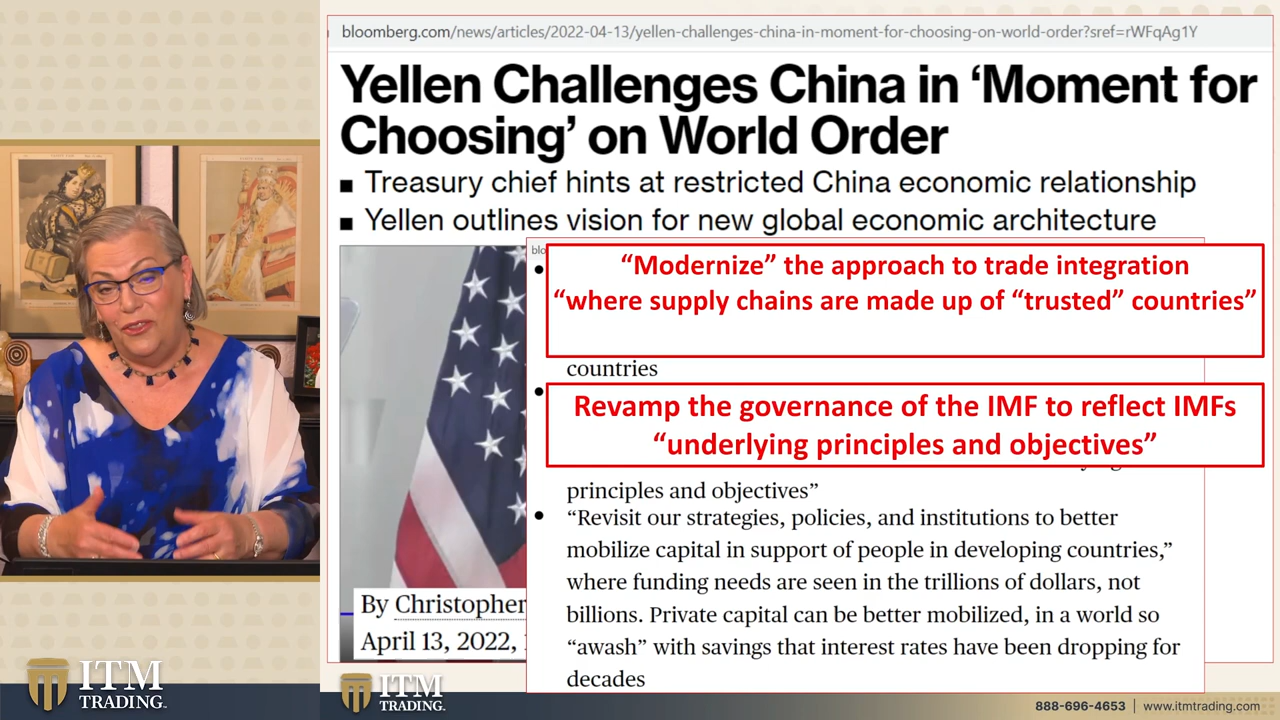 bloomberg.com/news/articles/2022-04-13/yellen-challenges-china-in-moment-for-choosing-on-world-order?sref=rWFqAg1Y
Yellen Challenges China in ‘Moment for
Choosing’ on World Order
■ Treasury chief hints at restricted China economic relationship
■ Yellen outlines vision for new global economic architecture
blo
“Modernize” the approach to trade integration
“where supply chains are made up of “trusted” countries”
countries
Revamp the governance of the IMF to reflect IMFs
“underlying principles and objectives”
principles and objectives”
• “Revisit our strategies, policies, and institutions to better
mobilize capital in support of people in developing countries,”
where funding needs are seen in the trillions of dollars, not
billions. Private capital can be better mobilized, in a world so
“awash” with savings that interest rates have been dropping for
decades
By Christopher
April 13, 2022,
ITM
TRADING
ITM
TRADING
888-696-4653 | www.itmtrading.com